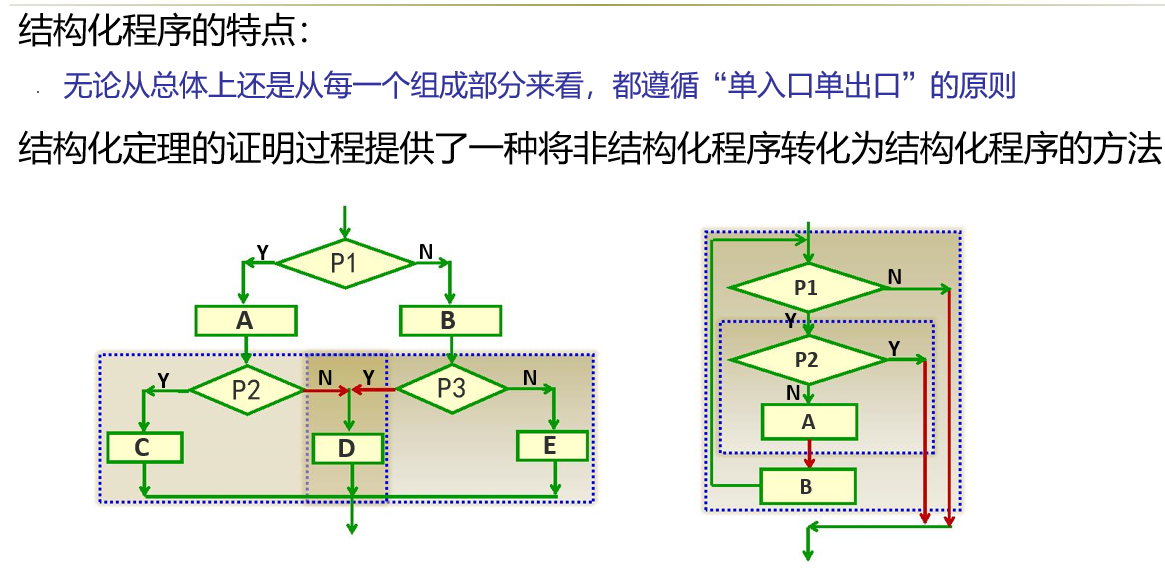 结构化程序的特点：
· 无论从总体上还是从每一个组成部分来看，都遵循“单入口单出口”的原则
结构化定理的证明过程提供了一种将非结构化程序转化为结构化程序的方法
Y P1 N
A B
Y P2 N Y P3 N
C D E
P1 N
Y
P2 Y
N
A
B